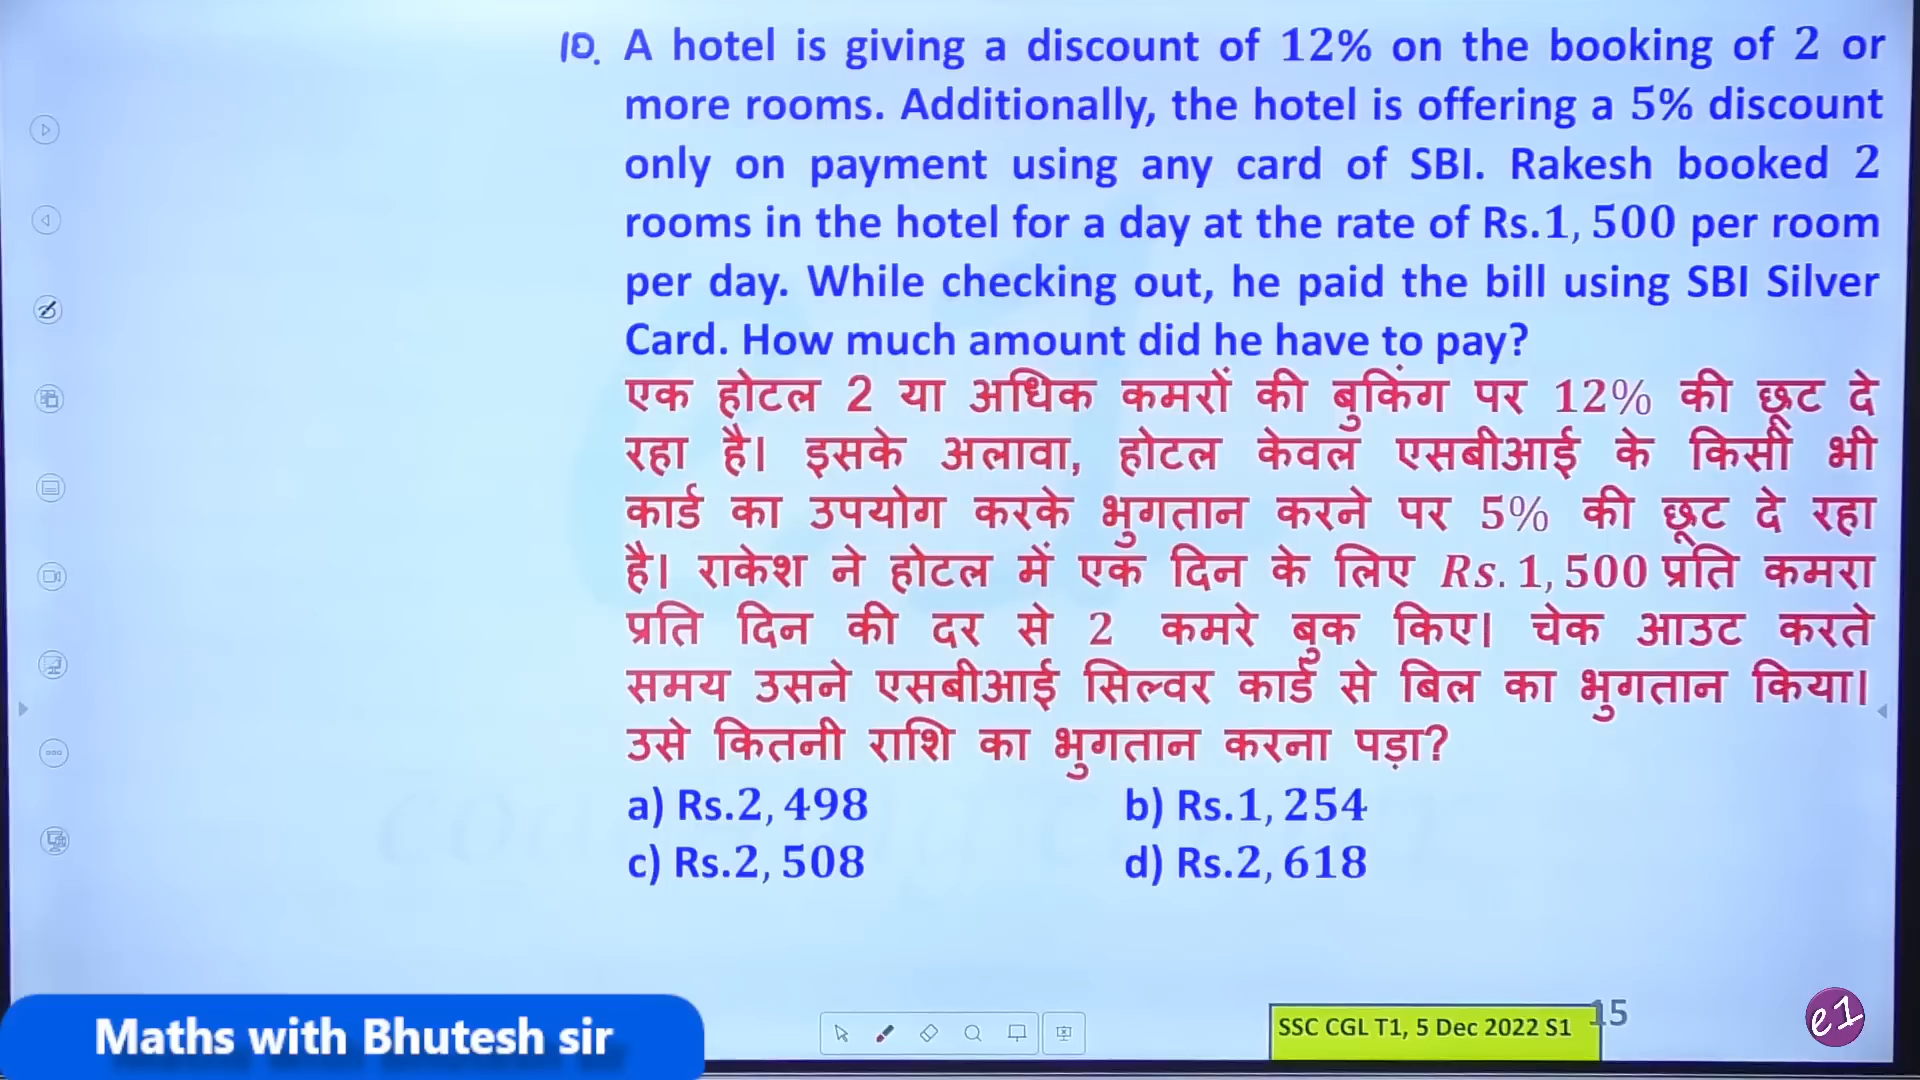 10. A hotel is giving a discount of 12% on the booking of 2 or
more rooms. Additionally, the hotel is offering a 5% discount
only on payment using any card of SBI. Rakesh booked 2
rooms in the hotel for a day at the rate of Rs.1, 500 per room
per day. While checking out, he paid the bill using SBI Silver
Card. How much amount did he have to pay?
एक होटल 2 या अधिक कमरों की बुकिंग पर 12% की छूट दे
रहा है। इसके अलावा, होटल केवल एसबीआई के किसी भी
कार्ड का उपयोग करके भुगतान करने पर 5% की छूट दे रहा
है। राकेश ने होटल में एक दिन के लिए Rs. 1, 500 प्रति कमरा
प्रति दिन की दर से 2 कमरे बुक किए। चेक आउट करते
समय उसने एसबीआई सिल्वर कार्ड से बिल का भुगतान किया।
उसे कितनी राशि का भुगतान करना पड़ा?
a) Rs.2, 498 b) Rs.1, 254
c) Rs.2, 508 d) Rs.2, 618
Maths with Bhutesh sir
SSC CGL T1, 5 Dec 2022 S1
15
e1